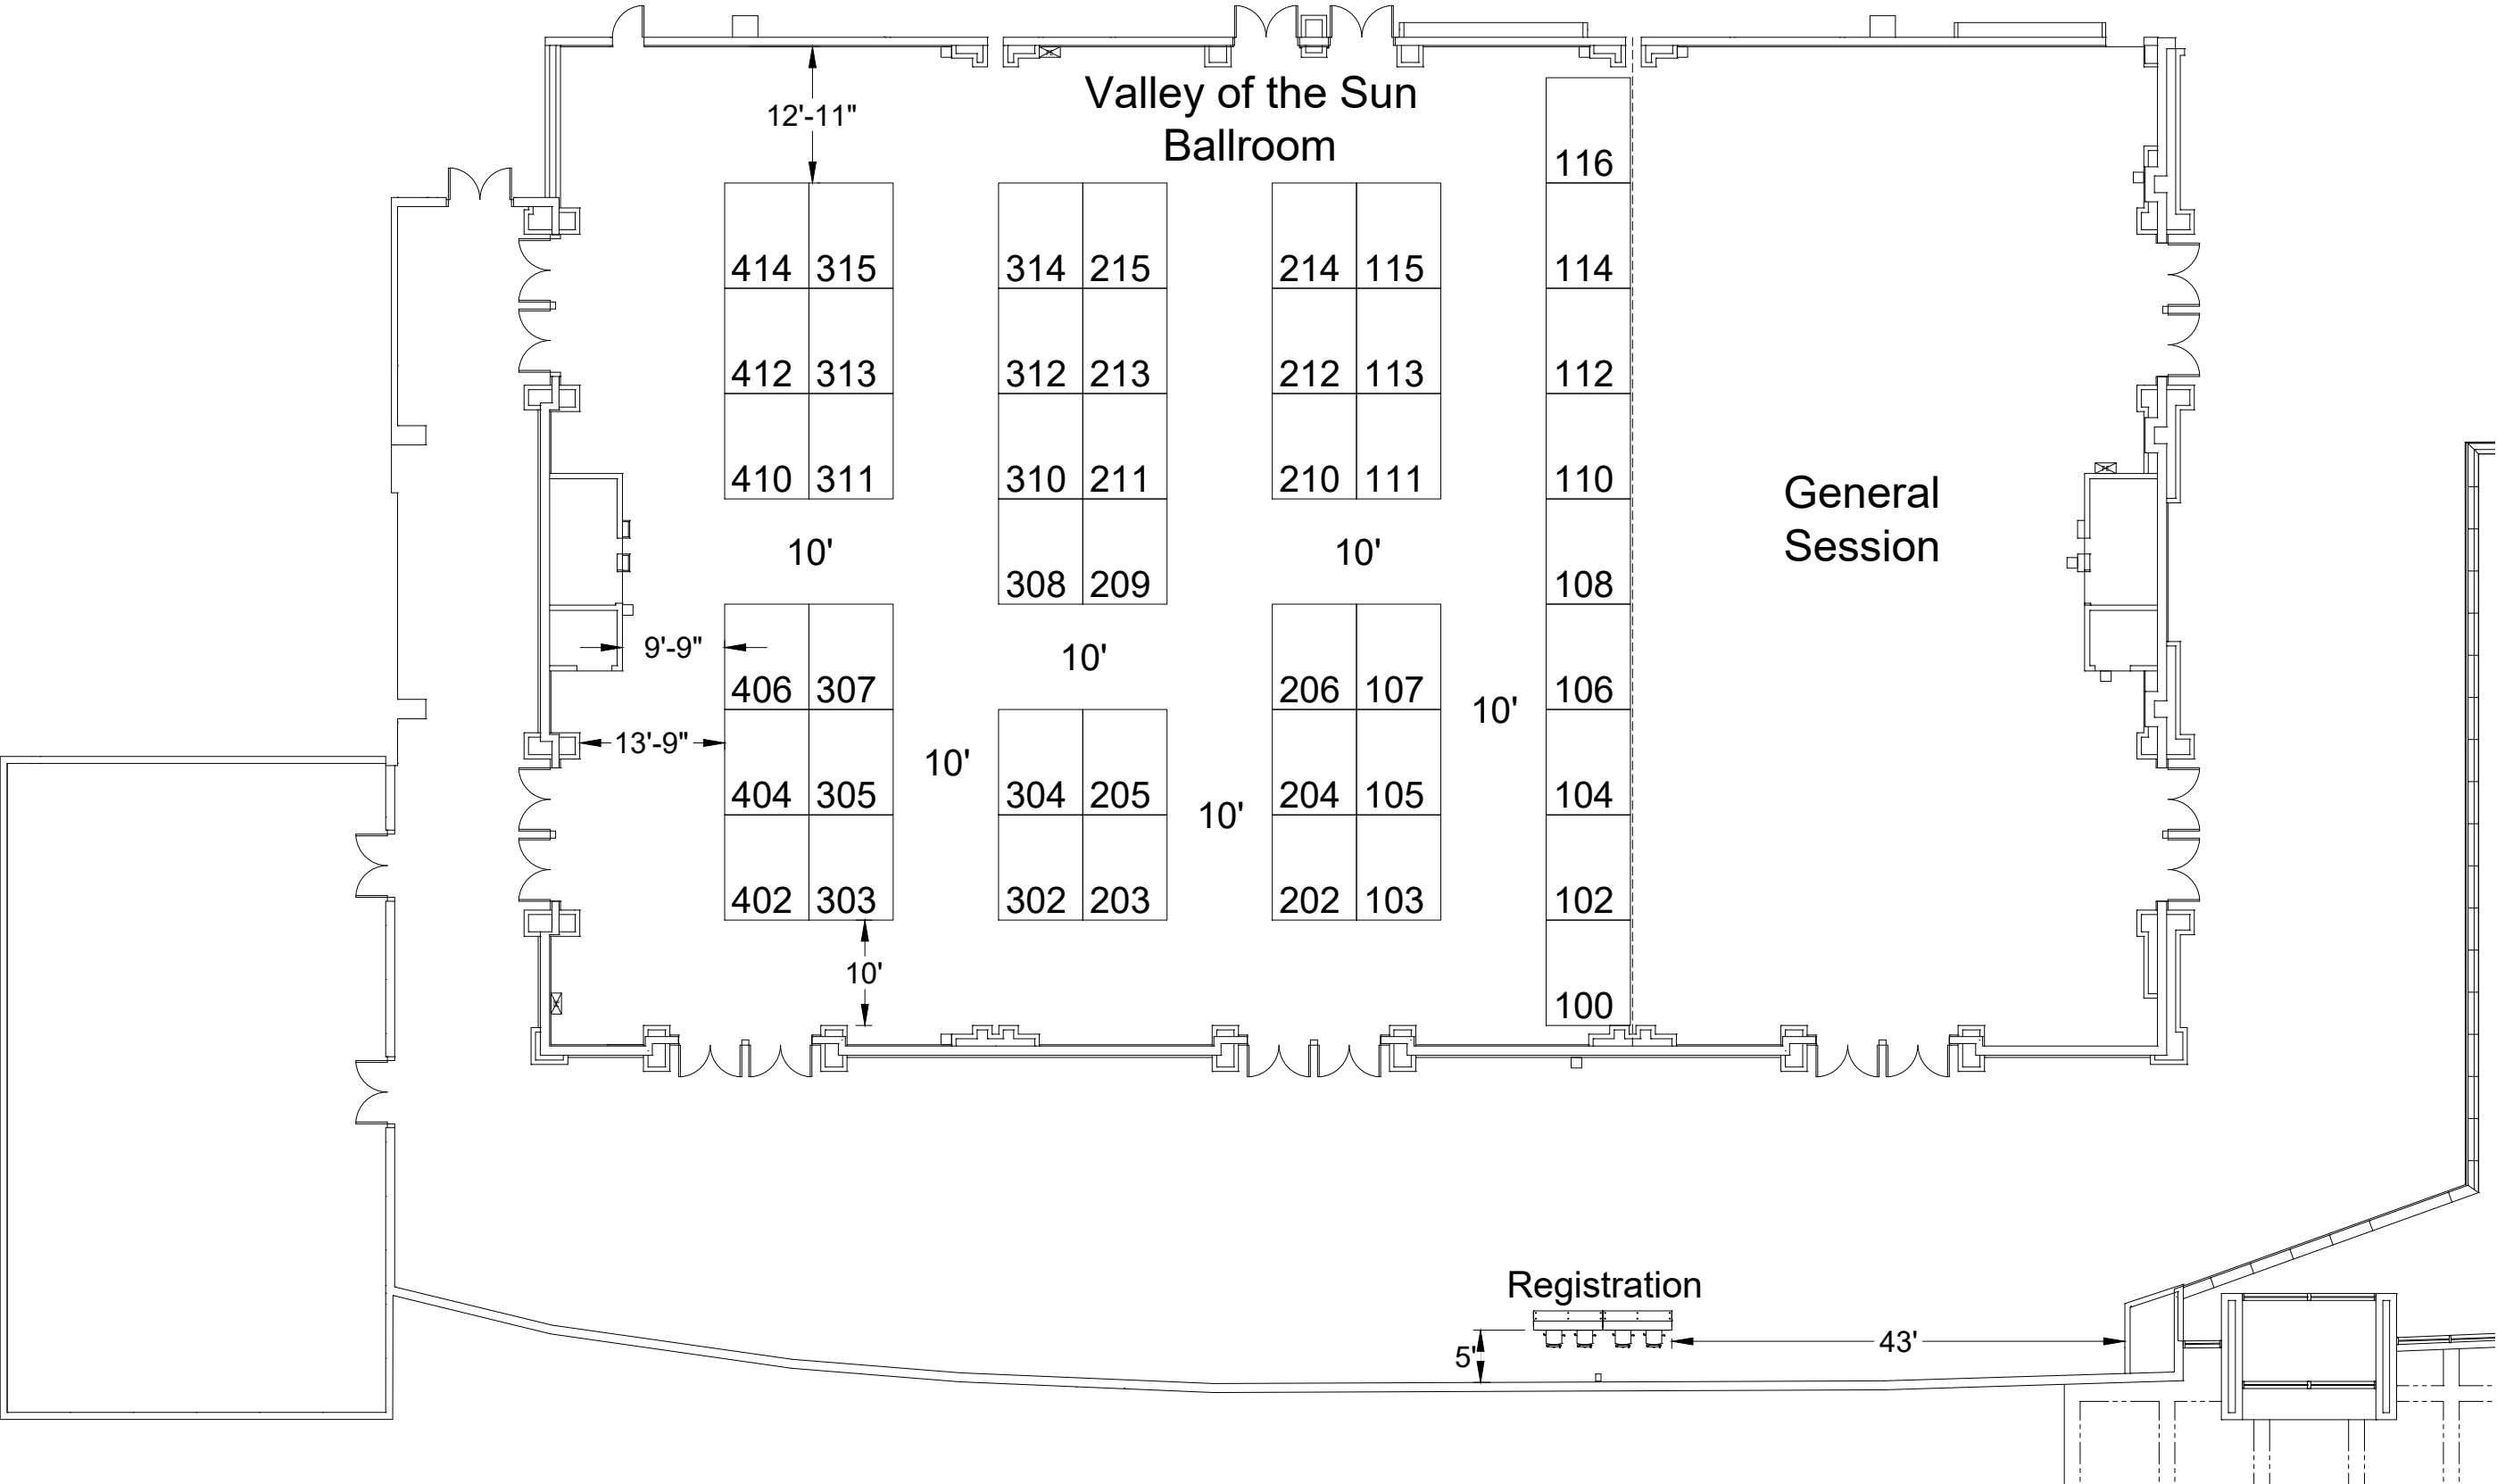 Valley of the Sun
Ballroom
12'-11"
116
414 315 314 215 214 115 114
412 313 312 213 212 113 112
410 311 310 211 210 111 110
General
Session
10' 10'
308 209 108
9'-9" 10'
406 307 206 107 106
10'
13'-9" 10'
404 305 304 205 204 105 104
10'
402 303 302 203 202 103 102
10'
100
Registration
43'
5'